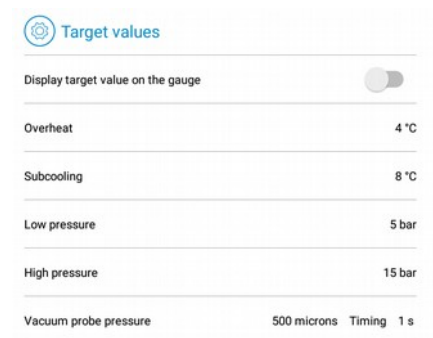 Target values
Display target value on the gauge
Overheat 4 °C
Subcooling 8 °C
Low pressure 5 bar
High pressure 15 bar
Vacuum probe pressure 500 microns Timing 1 s